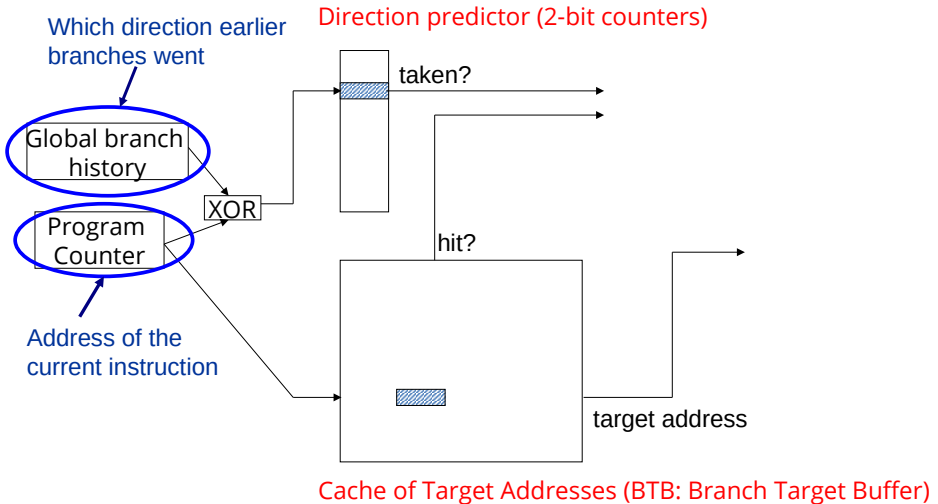 Direction predictor (2-bit counters)
Which direction earlier
branches went
taken?
Global branch
history
XOR
Program
Counter
hit?
Address of the
current instruction
target address
Cache of Target Addresses (BTB: Branch Target Buffer)